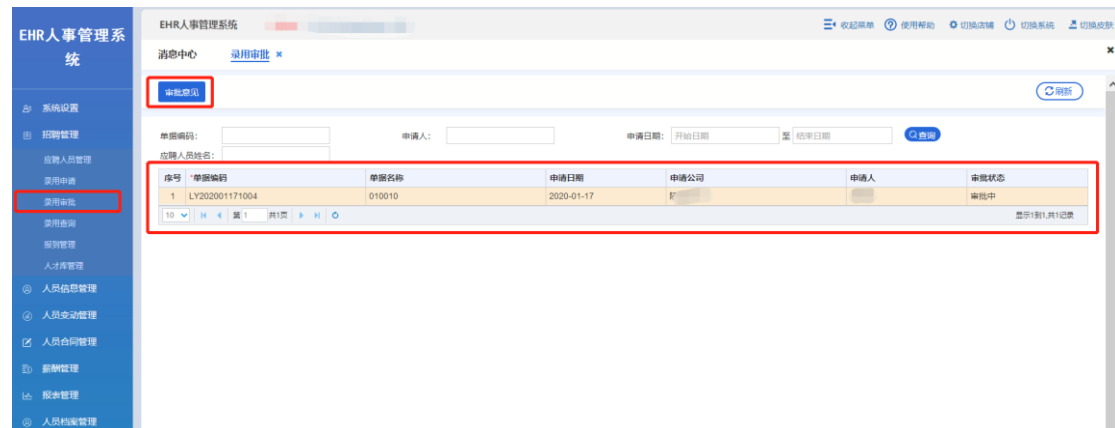 EHR人事管理系统
EHR人事管理系统
收起菜单 使用帮助 切换店铺 切换系统 切换皮肤
消息中心 录用审批 ×
×
审批意见
刷新
系统设置
招聘管理
应聘人员管理
录用申请
录用审批
录用查询
报到管理
人才库管理
人员信息管理
人员变动管理
人员合同管理
薪酬管理
报表管理
人员档案管理
单据编码: 申请人: 申请日期: 开始日期 至 结束日期 查询
应聘人员姓名:
序号 *单据编码 单据名称 申请日期 申请公司 申请人 审批状态
1 LY202001171004 010010 2020-01-17 审批中
10 第 1 共1页 显示1到1,共1记录